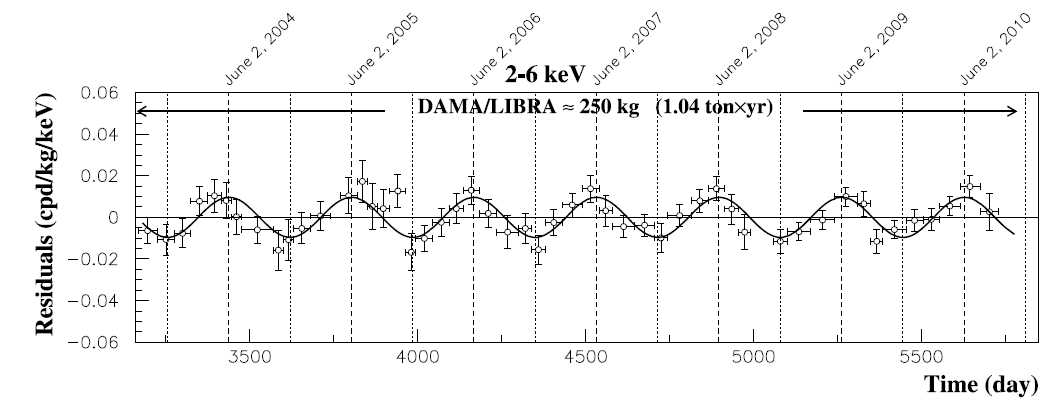 June 2, 2004
June 2, 2005
June 2, 2006
June 2, 2007
June 2, 2008
June 2, 2009
June 2, 2010
2-6 keV
DAMA/LIBRA ≈ 250 kg (1.04 ton×yr)
Residuals (cpd/kg/keV)
0.06
0.04
0.02
0
−0.02
−0.04
−0.06
3500
4000
4500
5000
5500
Time (day)